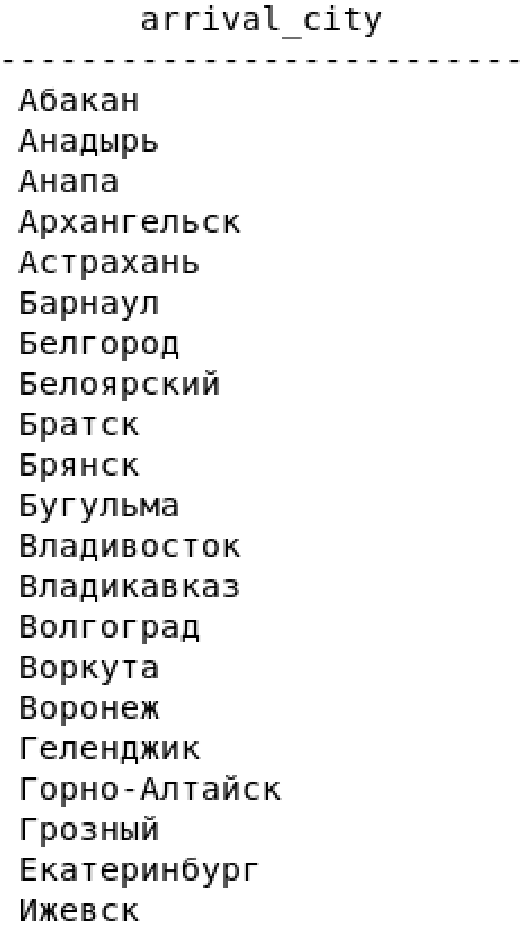 arrival_city
--------------------------
Абакан
Анадырь
Анапа
Архангельск
Астрахань
Барнаул
Белгород
Белоярский
Братск
Брянск
Бугульма
Владивосток
Владикавказ
Волгоград
Воркута
Воронеж
Геленджик
Горно-Алтайск
Грозный
Екатеринбург
Ижевск